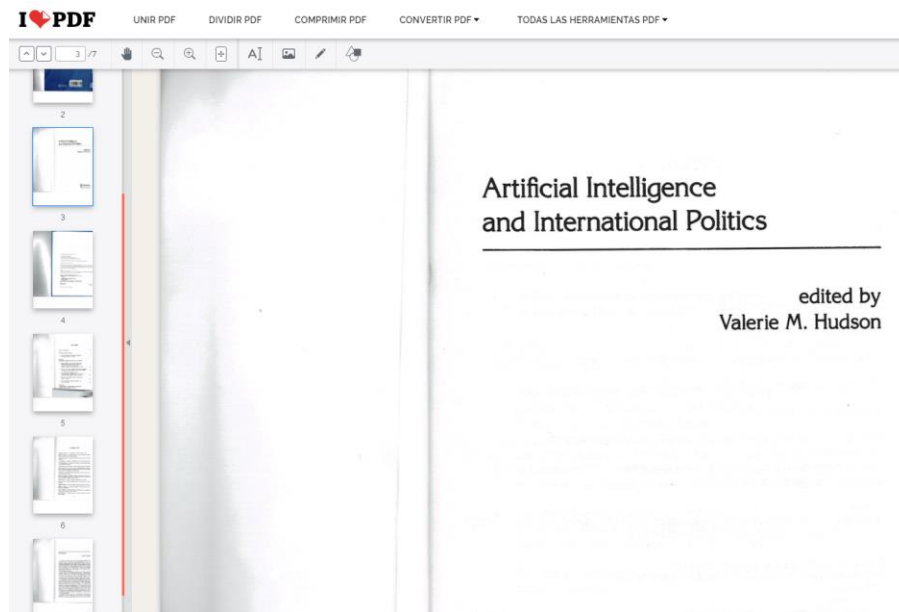 I PDF
UNIR PDF
DIVIDIR PDF
COMPRIMIR PDF
CONVERTIR PDF
TODAS LAS HERRAMIENTAS PDF
3 /7
A
2
3
4
5
6
Artificial Intelligence
and International Politics
edited by
Valerie M. Hudson